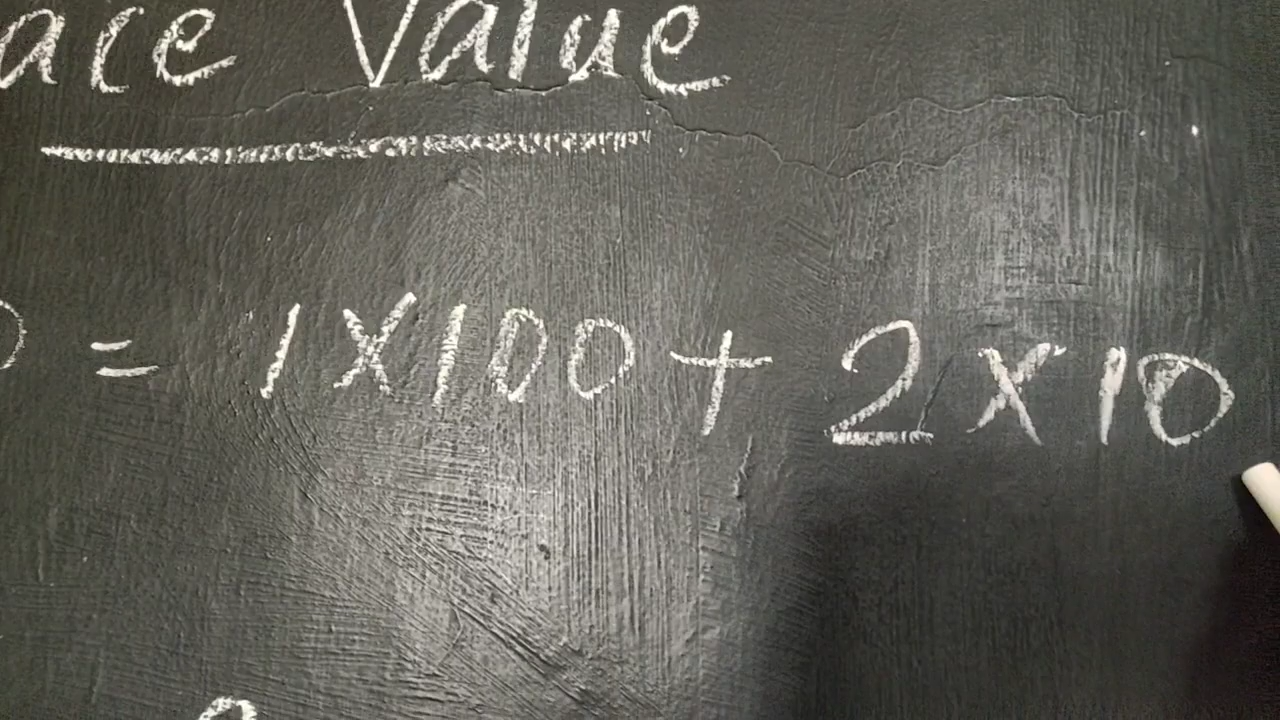 ace Value
= 1X100 + 2X10